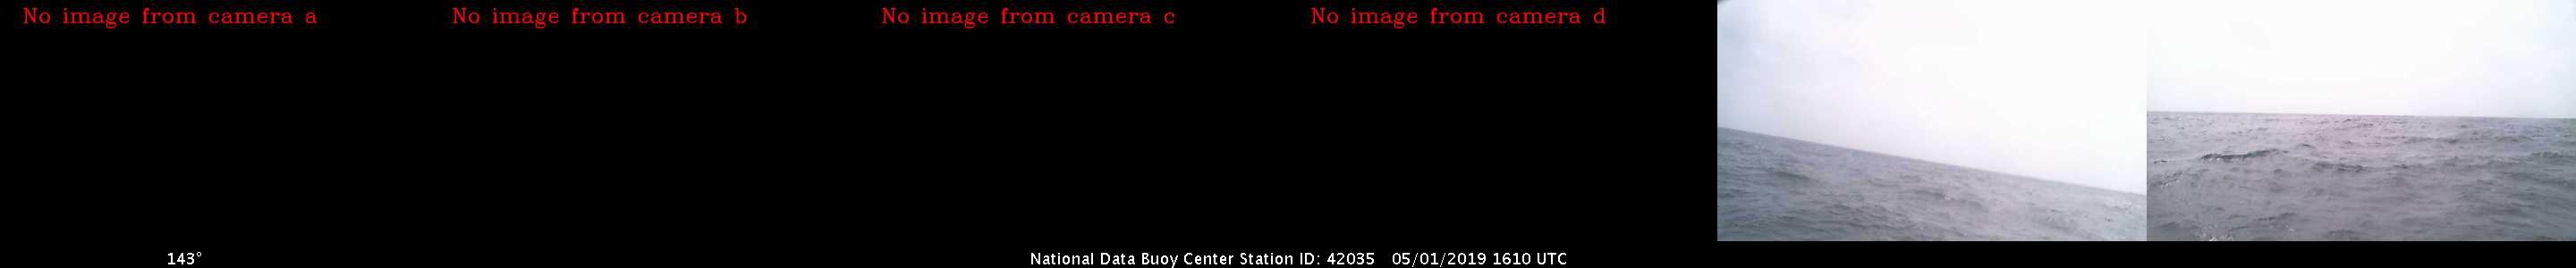 No image from camera a
No image from camera b
No image from camera c
No image from camera d
143°
National Data Buoy Center Station ID: 42035 05/01/2019 1610 UTC